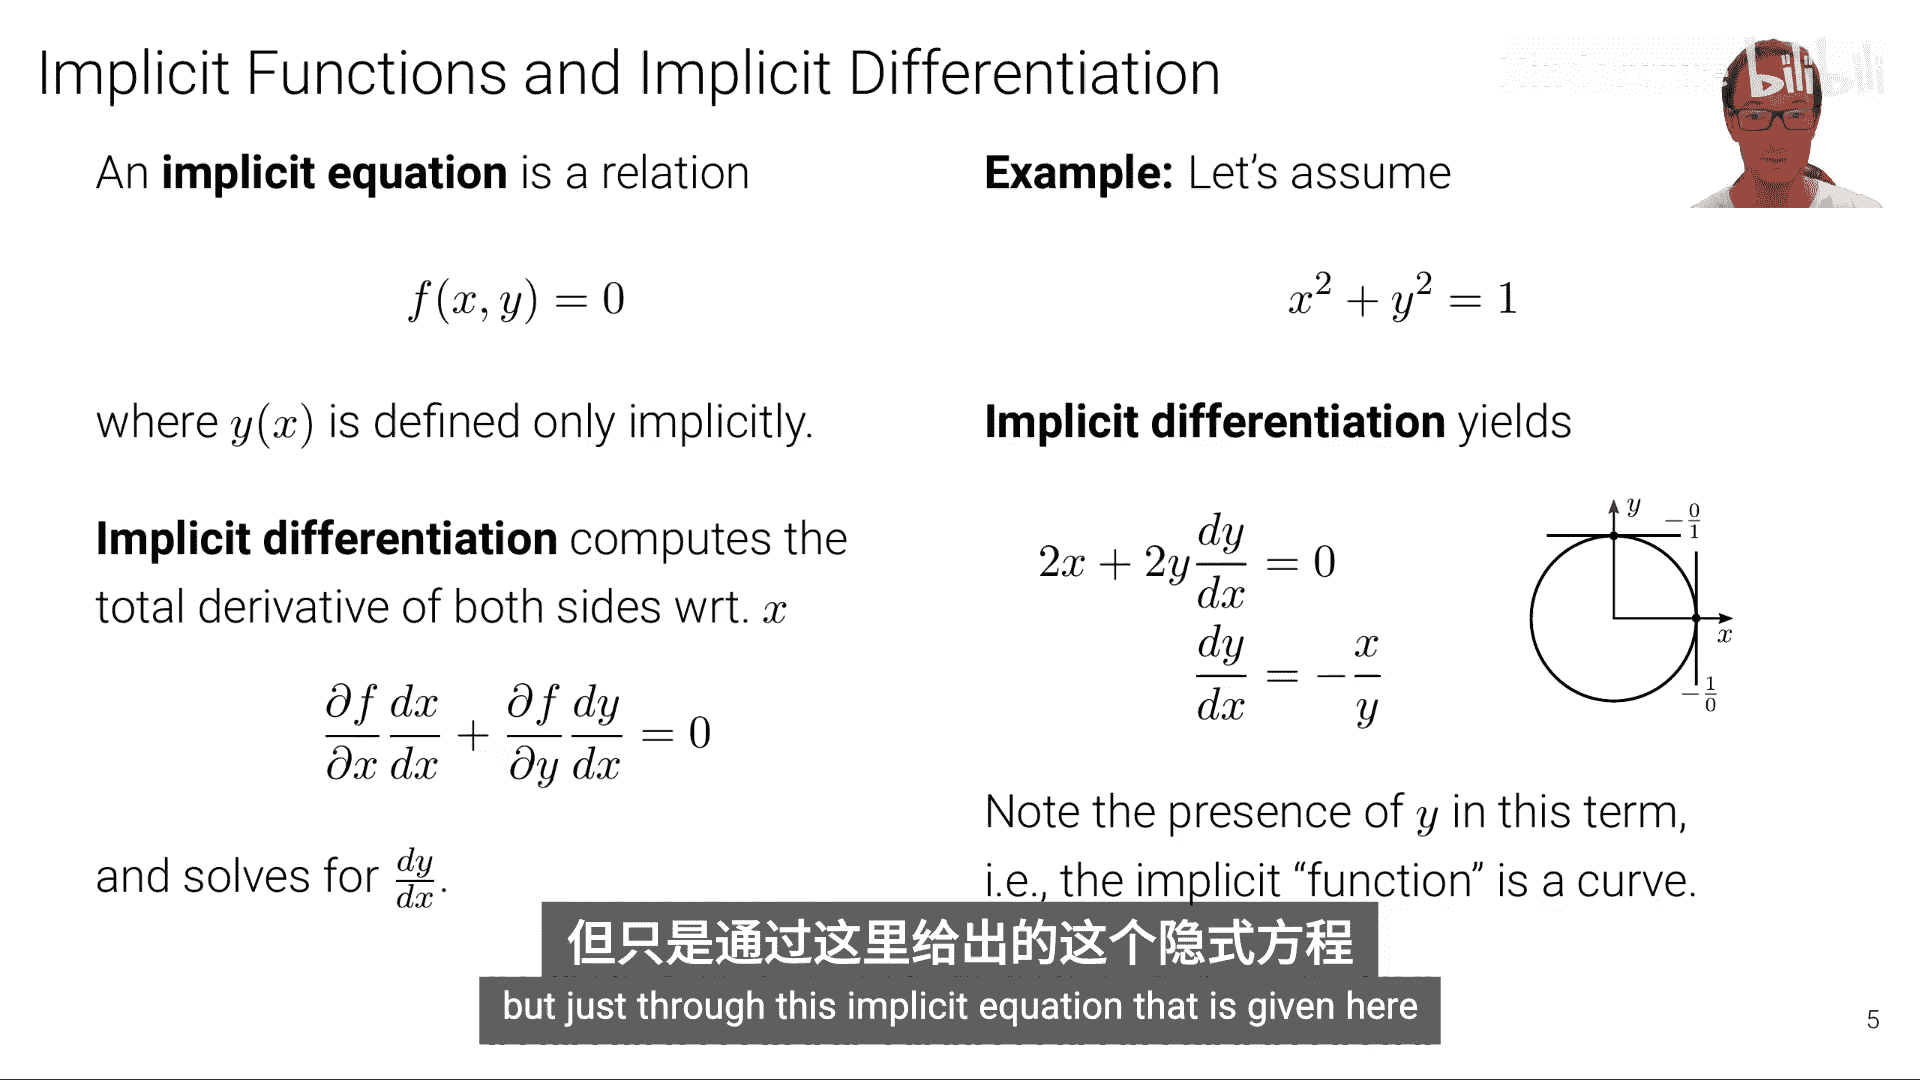 Implicit Functions and Implicit Differentiation
bilibili
An implicit equation is a relation
f(x, y) = 0
where y(x) is defined only implicitly.
Implicit differentiation computes the
total derivative of both sides wrt. x
∂f/∂x dx/dx + ∂f/∂y dy/dx = 0
and solves for dy/dx.
Example: Let's assume
x² + y² = 1
Implicit differentiation yields
2x + 2y dy/dx = 0
dy/dx = − x/y
y
− 0/1
x
− 1/0
Note the presence of y in this term,
i.e., the implicit “function” is a curve.
但只是通过这里给出的这个隐式方程
but just through this implicit equation that is given here
5